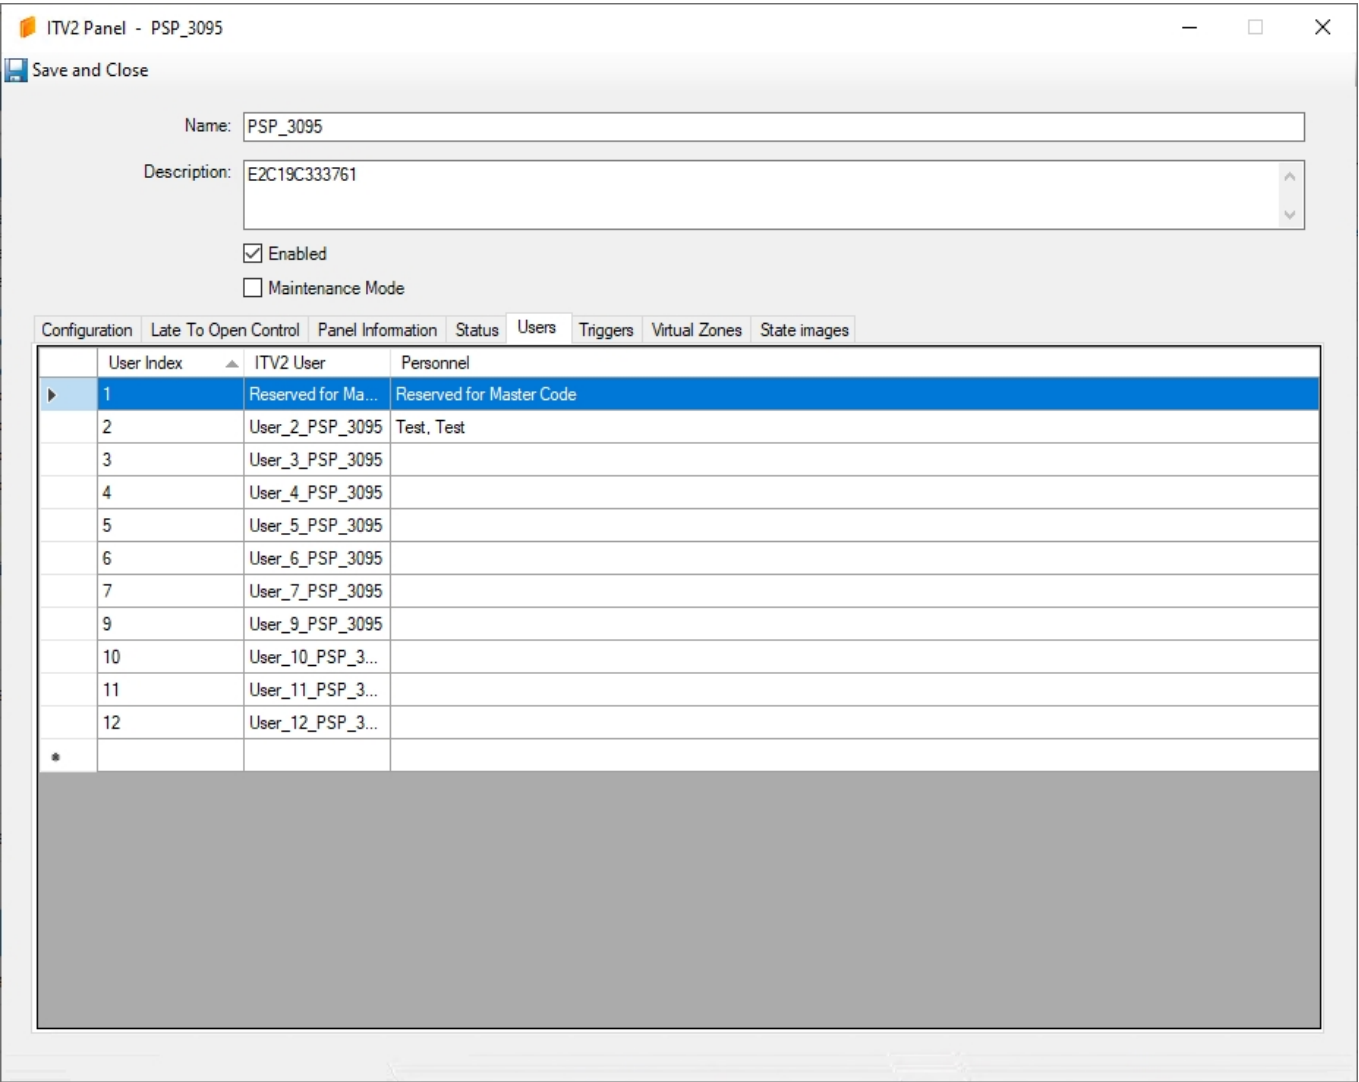 ITV2 Panel - PSP_3095
Save and Close
Name: PSP_3095
Description: E2C19C333761
Enabled
Maintenance Mode
Configuration Late To Open Control Panel Information Status Users Triggers Virtual Zones State images
User Index ITV2 User Personnel
1 Reserved for Ma... Reserved for Master Code
2 User_2_PSP_3095 Test, Test
3 User_3_PSP_3095
4 User_4_PSP_3095
5 User_5_PSP_3095
6 User_6_PSP_3095
7 User_7_PSP_3095
9 User_9_PSP_3095
10 User_10_PSP_3...
11 User_11_PSP_3...
12 User_12_PSP_3...